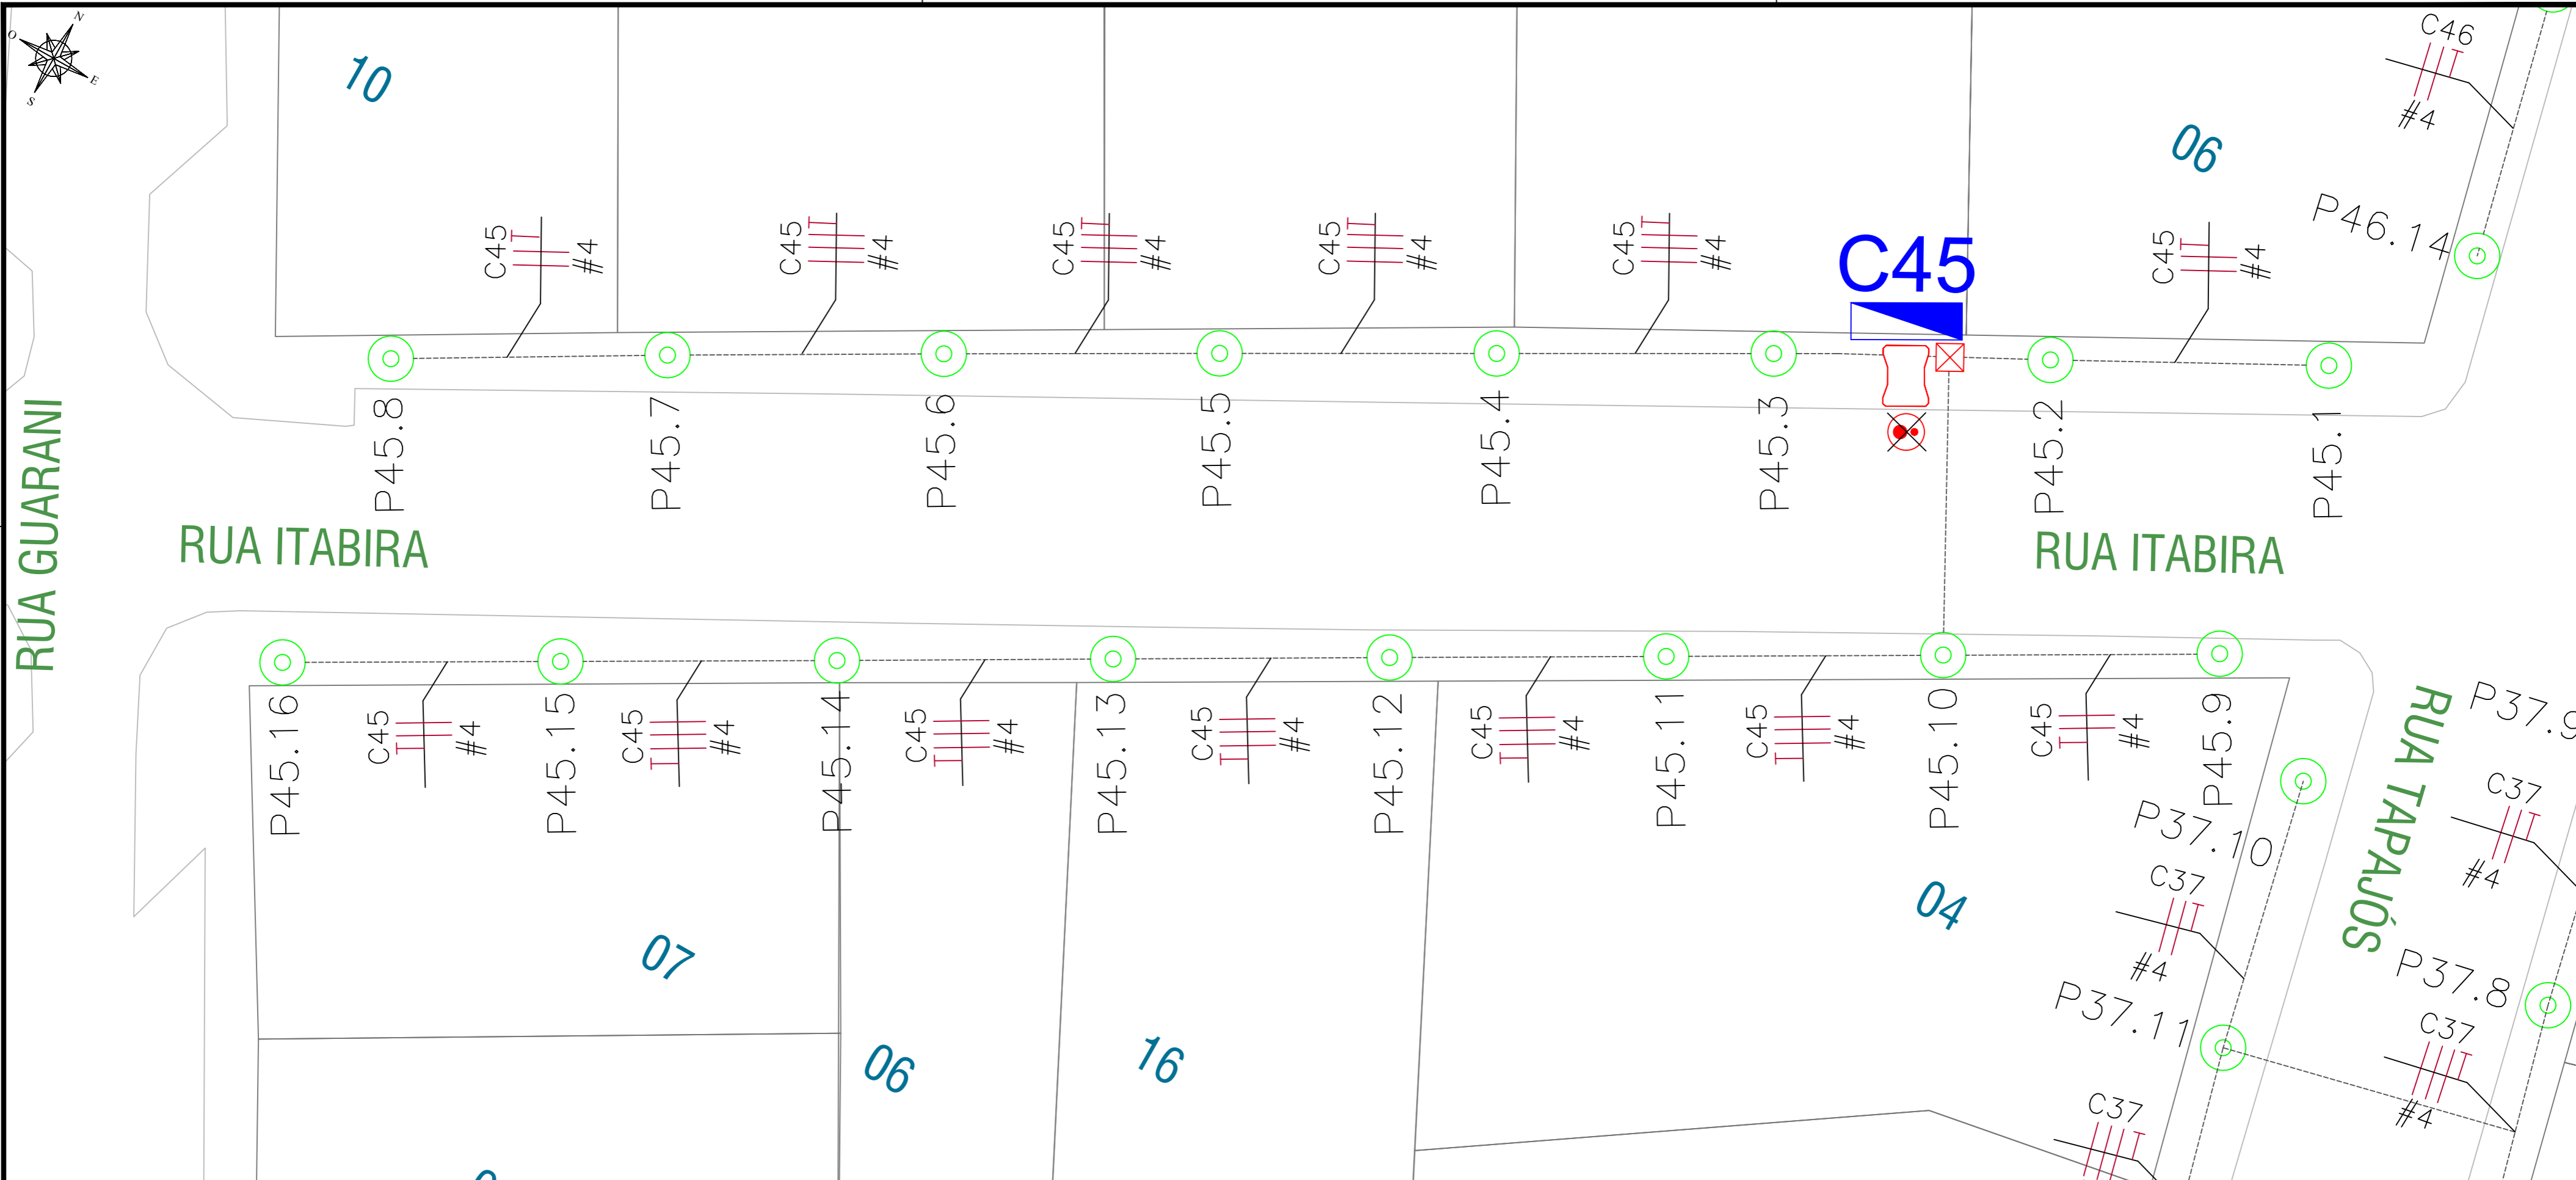 N
O
E
S
10
06
C46
#4
P46.14
C45
C45
#4
C45
#4
C45
#4
C45
#4
C45
#4
C45
#4
P45.8
P45.7
P45.6
P45.5
P45.4
P45.3
P45.2
P45.1
RUA GUARANI
RUA ITABIRA
RUA ITABIRA
P45.16
P45.15
P45.14
P45.13
P45.12
P45.11
P45.10
P45.9
C45
#4
C45
#4
C45
#4
C45
#4
C45
#4
C45
#4
C45
#4
RUA TAPAJÓS
P37.9
C37
#4
P37.10
C37
#4
P37.8
C37
#4
P37.11
C37
07
06
16
04